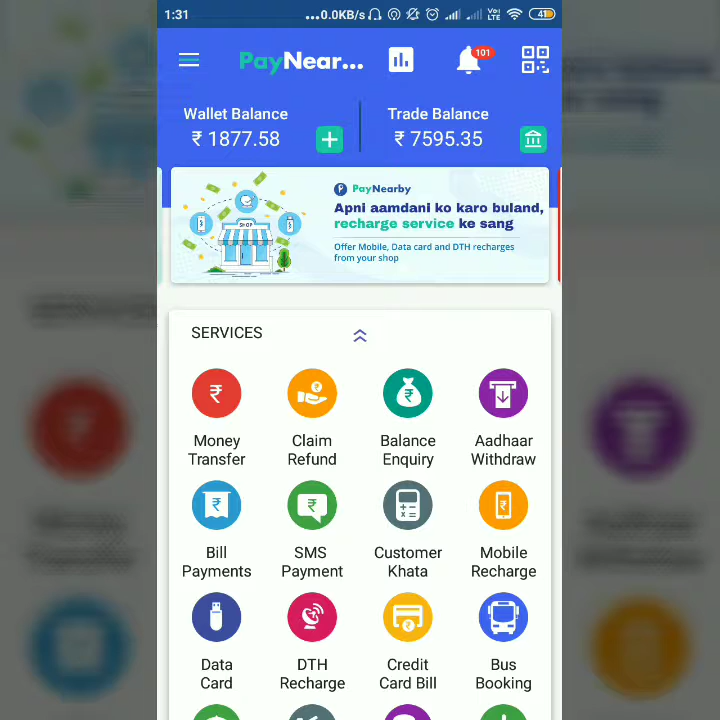 1:31 ...0.0KB/s Vo) LTE 41
PayNear... 101
Wallet Balance Trade Balance
₹ 1877.58 ₹ 7595.35
PayNearby
Apni aamdani ko karo buland,
recharge service ke sang
Offer Mobile, Data card and DTH recharges
from your shop
SHOP
SERVICES
Money Transfer
Claim Refund
Balance Enquiry
Aadhaar Withdraw
Bill Payments
SMS Payment
Customer Khata
Mobile Recharge
Data Card
DTH Recharge
Credit Card Bill
Bus Booking